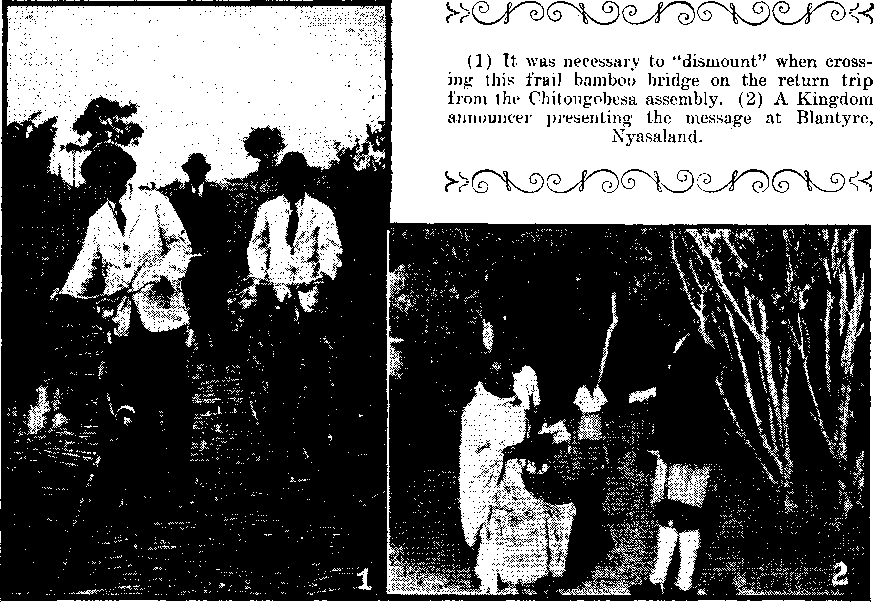 (1) It was necessary to "dismount" when cross-
ing this frail bamboo bridge on the return trip
from the Chitongobesa assembly. (2) A Kingdom
announcer presenting the message at Blantyre,
Nyasaland.
1
2